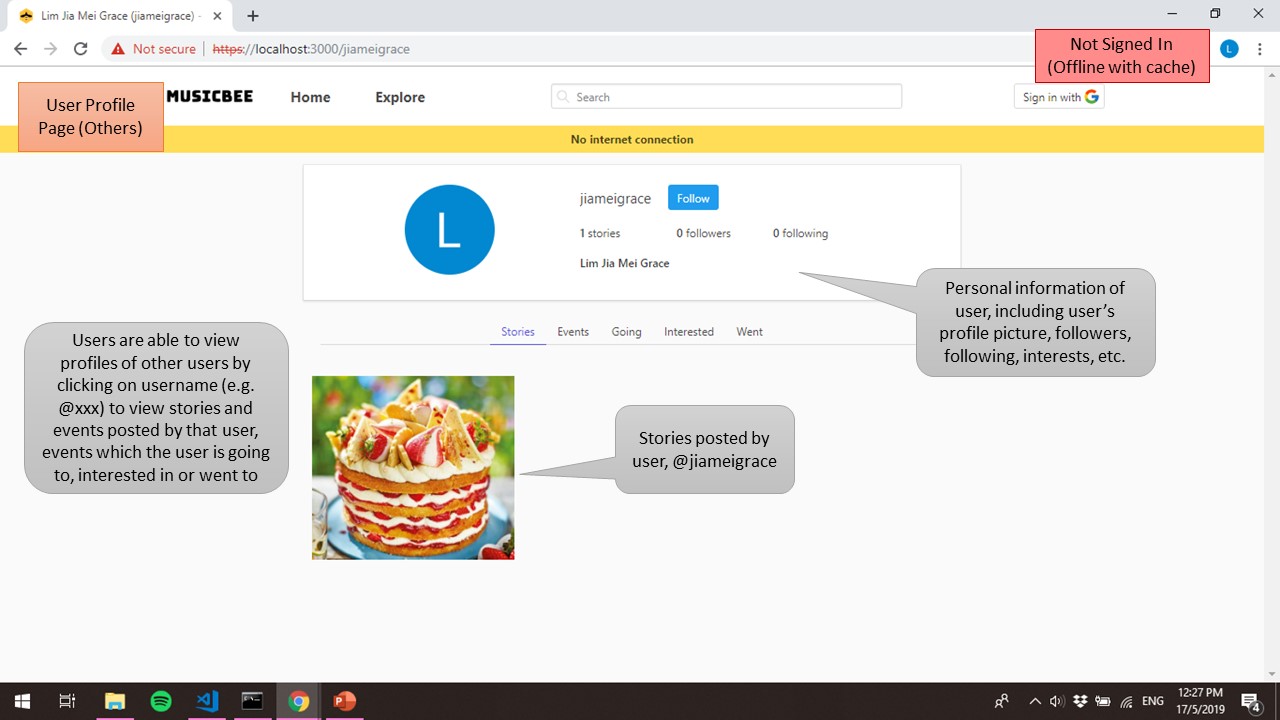 Lim Jia Mei Grace (jiameigrace) -
Not secure | https://localhost:3000/jiameigrace
L
Not Signed In
(Offline with cache)
User Profile
Page (Others)
MUSICBEE
Home
Explore
Search
Sign in with G
No internet connection
L
jiameigrace
Follow
1 stories
0 followers
0 following
Lim Jia Mei Grace
Personal information of
user, including user’s
profile picture, followers,
following, interests, etc.
Stories
Events
Going
Interested
Went
Users are able to view
profiles of other users by
clicking on username (e.g.
@xxx) to view stories and
events posted by that user,
events which the user is going
to, interested in or went to
Stories posted by
user, @jiameigrace
ENG
12:27 PM
17/5/2019
4